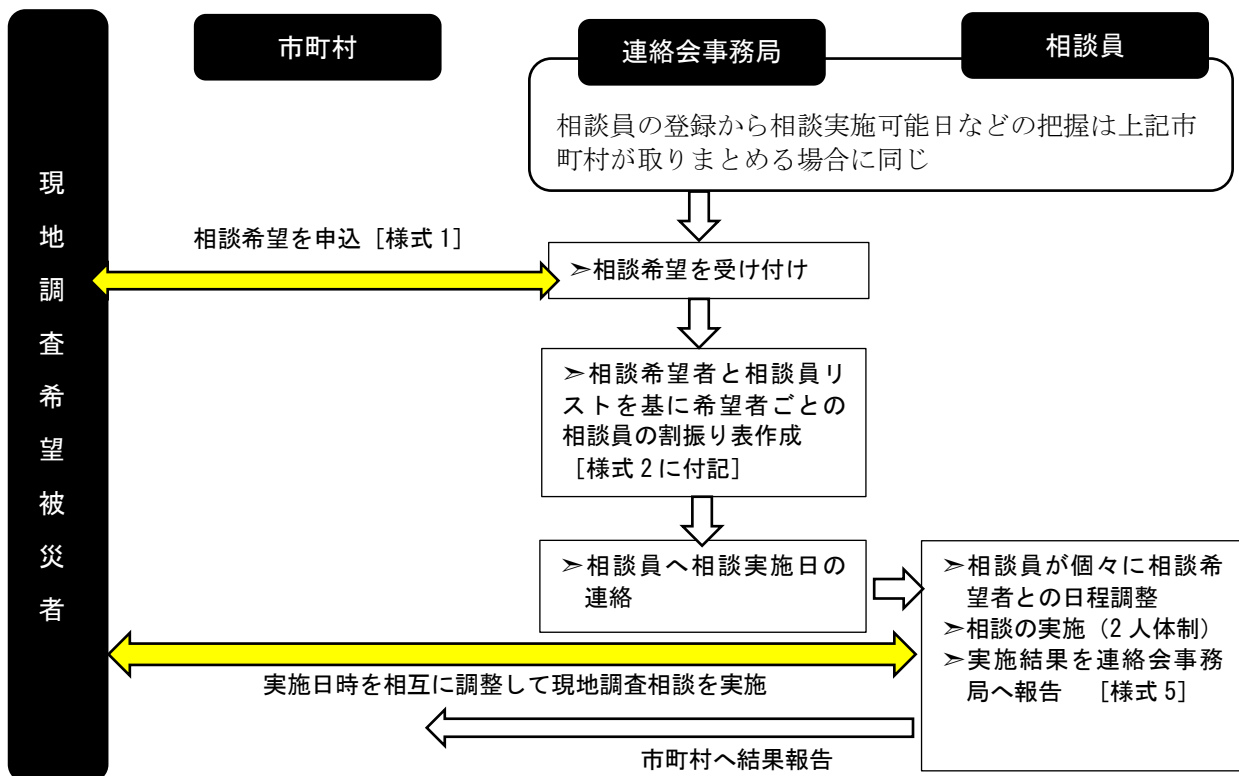 市町村
連絡会事務局
相談員
現地調査希望被災者
相談員の登録から相談実施可能日などの把握は上記市
町村が取りまとめる場合に同じ
相談希望を申込［様式1］
➢相談希望を受け付け
➢相談希望者と相談員リ
ストを基に希望者ごとの
相談員の割振り表作成
［様式2に付記］
➢相談員へ相談実施日の
連絡
➢相談員が個々に相談希
望者との日程調整
➢相談の実施（2人体制）
➢実施結果を連絡会事務
局へ報告　［様式5］
実施日時を相互に調整して現地調査相談を実施
市町村へ結果報告